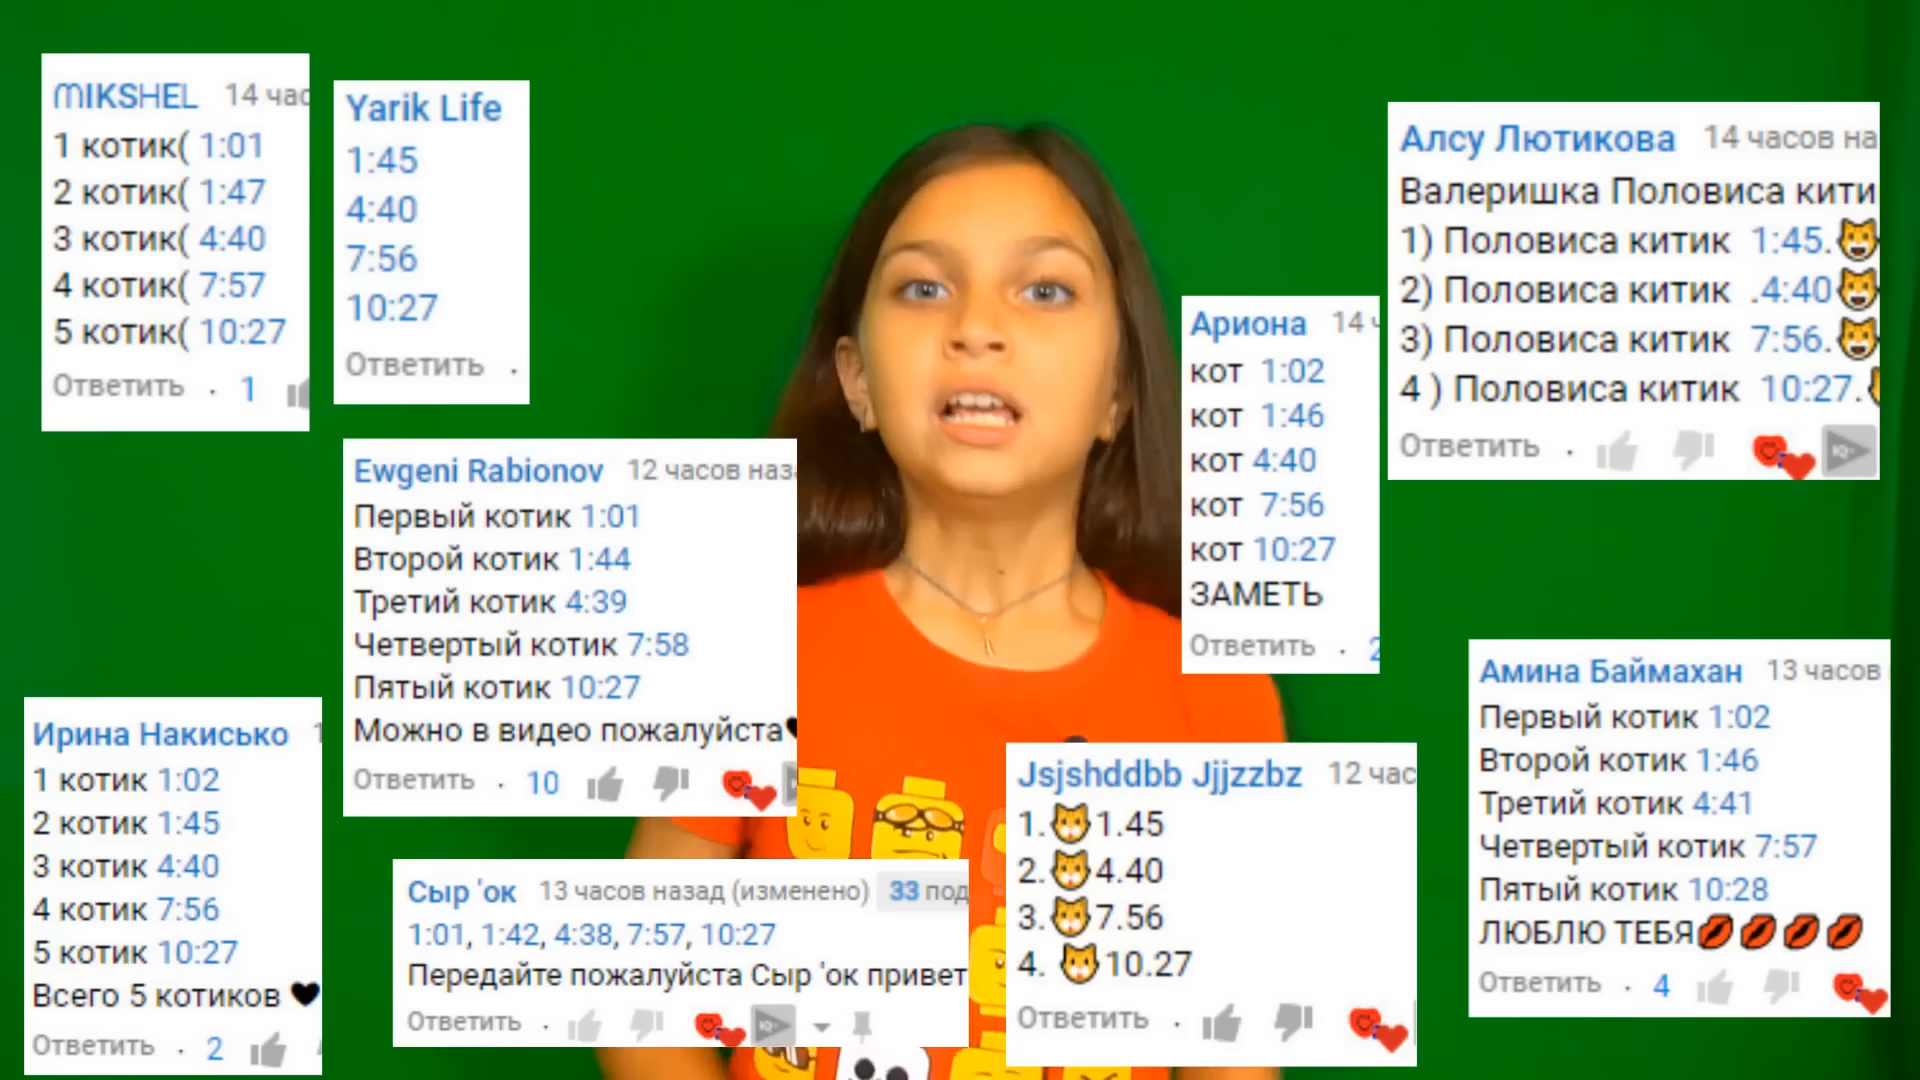 MIKSHEL 14 час
1 котик( 1:01
2 котик( 1:47
3 котик( 4:40
4 котик( 7:57
5 котик( 10:27
Ответить · 1
Yarik Life
1:45
4:40
7:56
10:27
Ответить ·
Алсу Лютикова 14 часов на
Валеришка Половиса кити
1) Половиса китик 1:45.
2) Половиса китик .4:40
3) Половиса китик 7:56.
4 ) Половиса китик 10:27.
Ответить ·
Ариона 14 ч
кот 1:02
кот 1:46
кот 4:40
кот 7:56
кот 10:27
ЗАМЕТЬ
Ответить · 2
Ewgeni Rabionov 12 часов наз
Первый котик 1:01
Второй котик 1:44
Третий котик 4:39
Четвертый котик 7:58
Пятый котик 10:27
Можно в видео пожалуйста
Ответить · 10
Амина Баймахан 13 часов
Первый котик 1:02
Второй котик 1:46
Третий котик 4:41
Четвертый котик 7:57
Пятый котик 10:28
ЛЮБЛЮ ТЕБЯ
Ответить · 4
Ирина Накисько 1
1 котик 1:02
2 котик 1:45
3 котик 4:40
4 котик 7:56
5 котик 10:27
Всего 5 котиков
Ответить · 2
Сыр 'ок 13 часов назад (изменено) 33 под
1:01, 1:42, 4:38, 7:57, 10:27
Передайте пожалуйста Сыр 'ок привет
Ответить ·
Jsjshddbb Jjjzzbz 12 час
1. 1.45
2. 4.40
3. 7.56
4. 10.27
Ответить ·